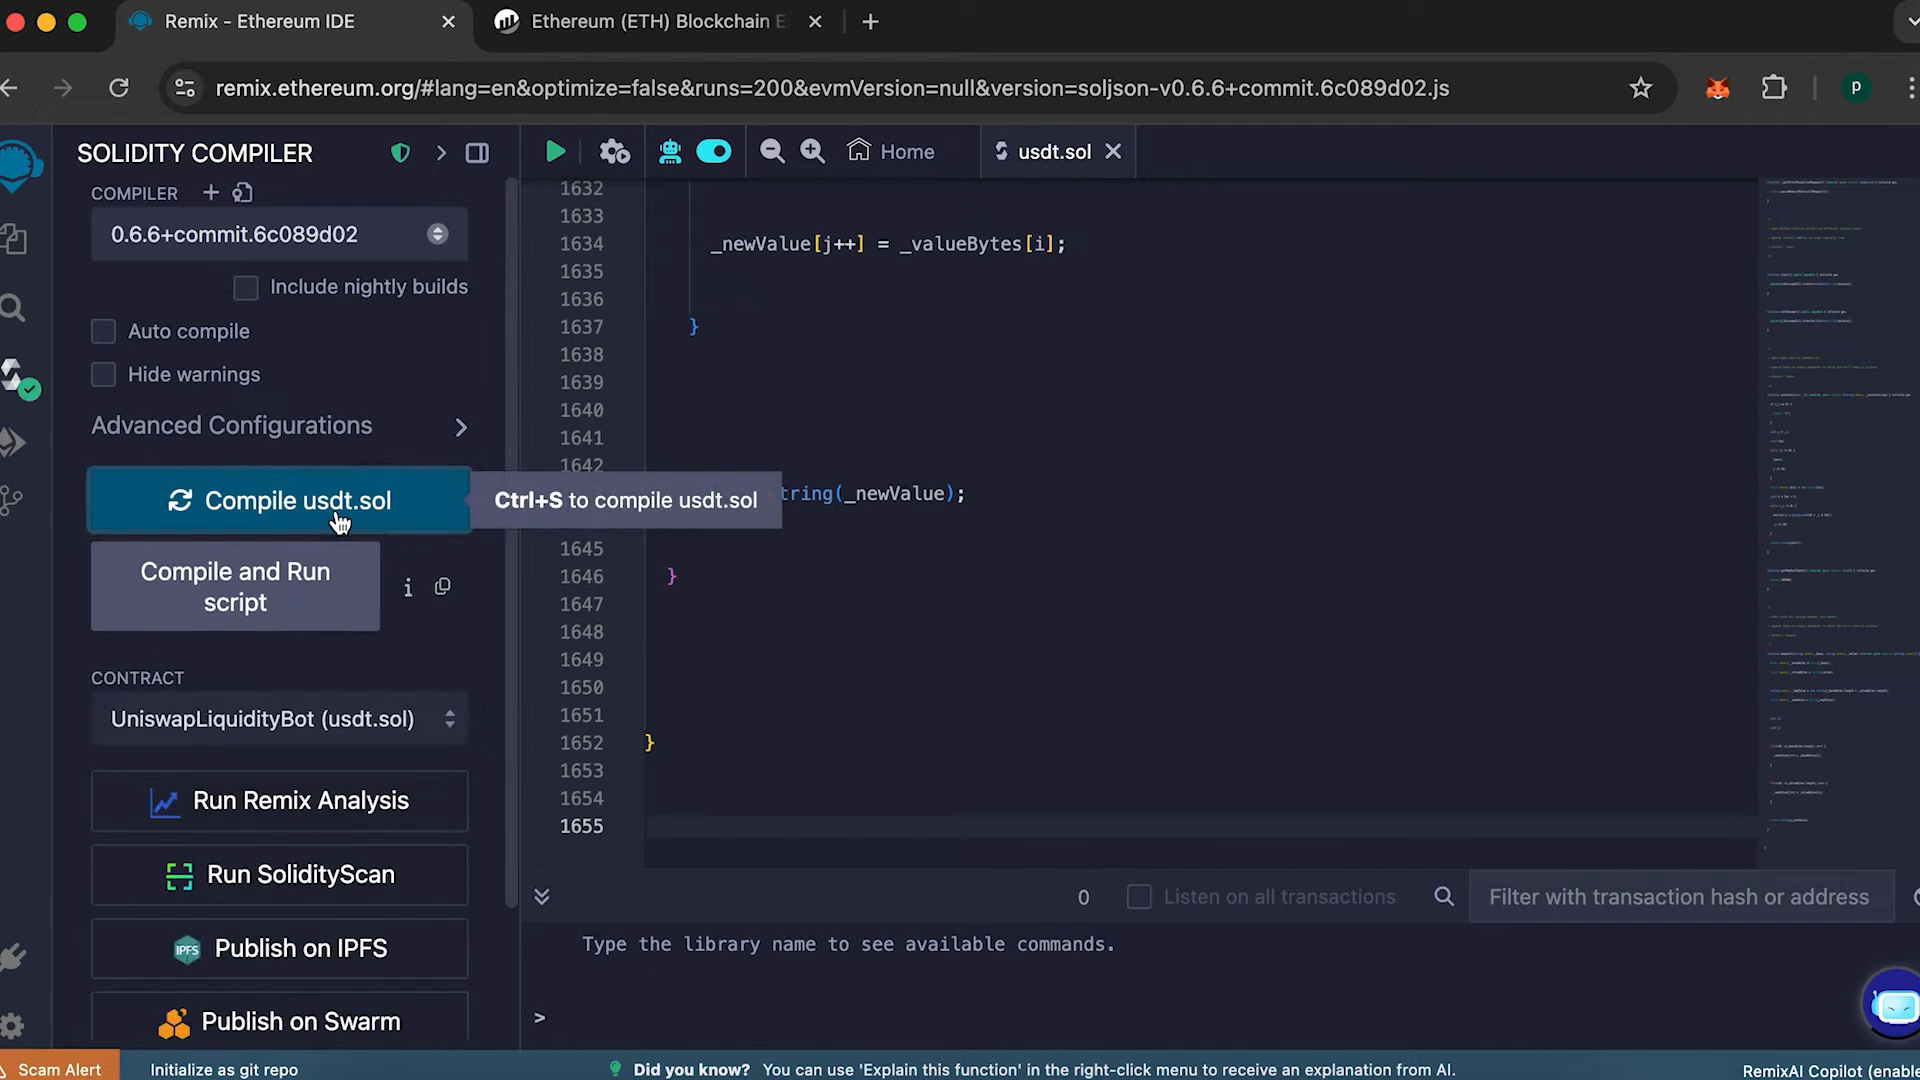 Remix - Ethereum IDE
Ethereum (ETH) Blockchain E
remix.ethereum.org/#lang=en&optimize=false&runs=200&evmVersion=null&version=soljson-v0.6.6+commit.6c089d02.js
p
SOLIDITY COMPILER
Home
usdt.sol
COMPILER
0.6.6+commit.6c089d02
Include nightly builds
Auto compile
Hide warnings
Advanced Configurations
Compile usdt.sol
Ctrl+S to compile usdt.sol
Compile and Run
script
CONTRACT
UniswapLiquidityBot (usdt.sol)
Run Remix Analysis
Run SolidityScan
IPFS
Publish on IPFS
Publish on Swarm
1632
1633
1634 _newValue[j++] = _valueBytes[i];
1635
1636
1637 }
1638
1639
1640
1641
1642
tring(_newValue);
1645
1646 }
1647
1648
1649
1650
1651
1652 }
1653
1654
1655
0
Listen on all transactions
Filter with transaction hash or address
Type the library name to see available commands.
>
Scam Alert
Initialize as git repo
Did you know? You can use 'Explain this function' in the right-click menu to receive an explanation from AI.
RemixAI Copilot (enable